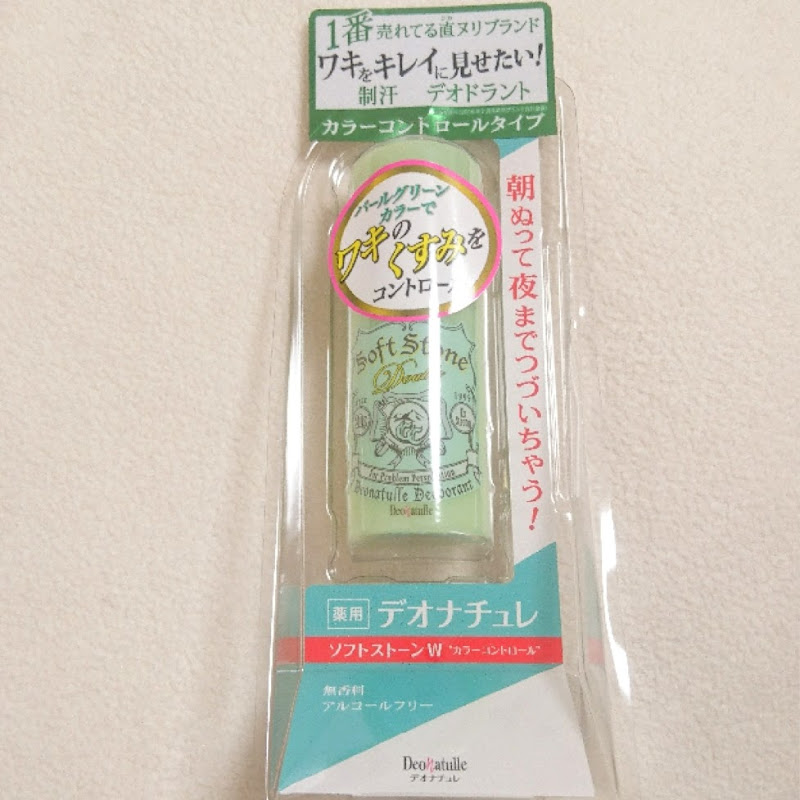 1番売れてる直ヌリブランド
ワキをキレイに見せたい!
制汗 デオドラント
カラーコントロールタイプ
パールグリーン
カラーで
ワキの
くすみを
コントロール
朝ぬって夜までつづいちゃう!
Soft Stone
Deonatulle Deodorant
Deonatulle
薬用 デオナチュレ
ソフトストーンW "カラーコントロール"
無香料
アルコールフリー
Deonatulle
デオナチュレ